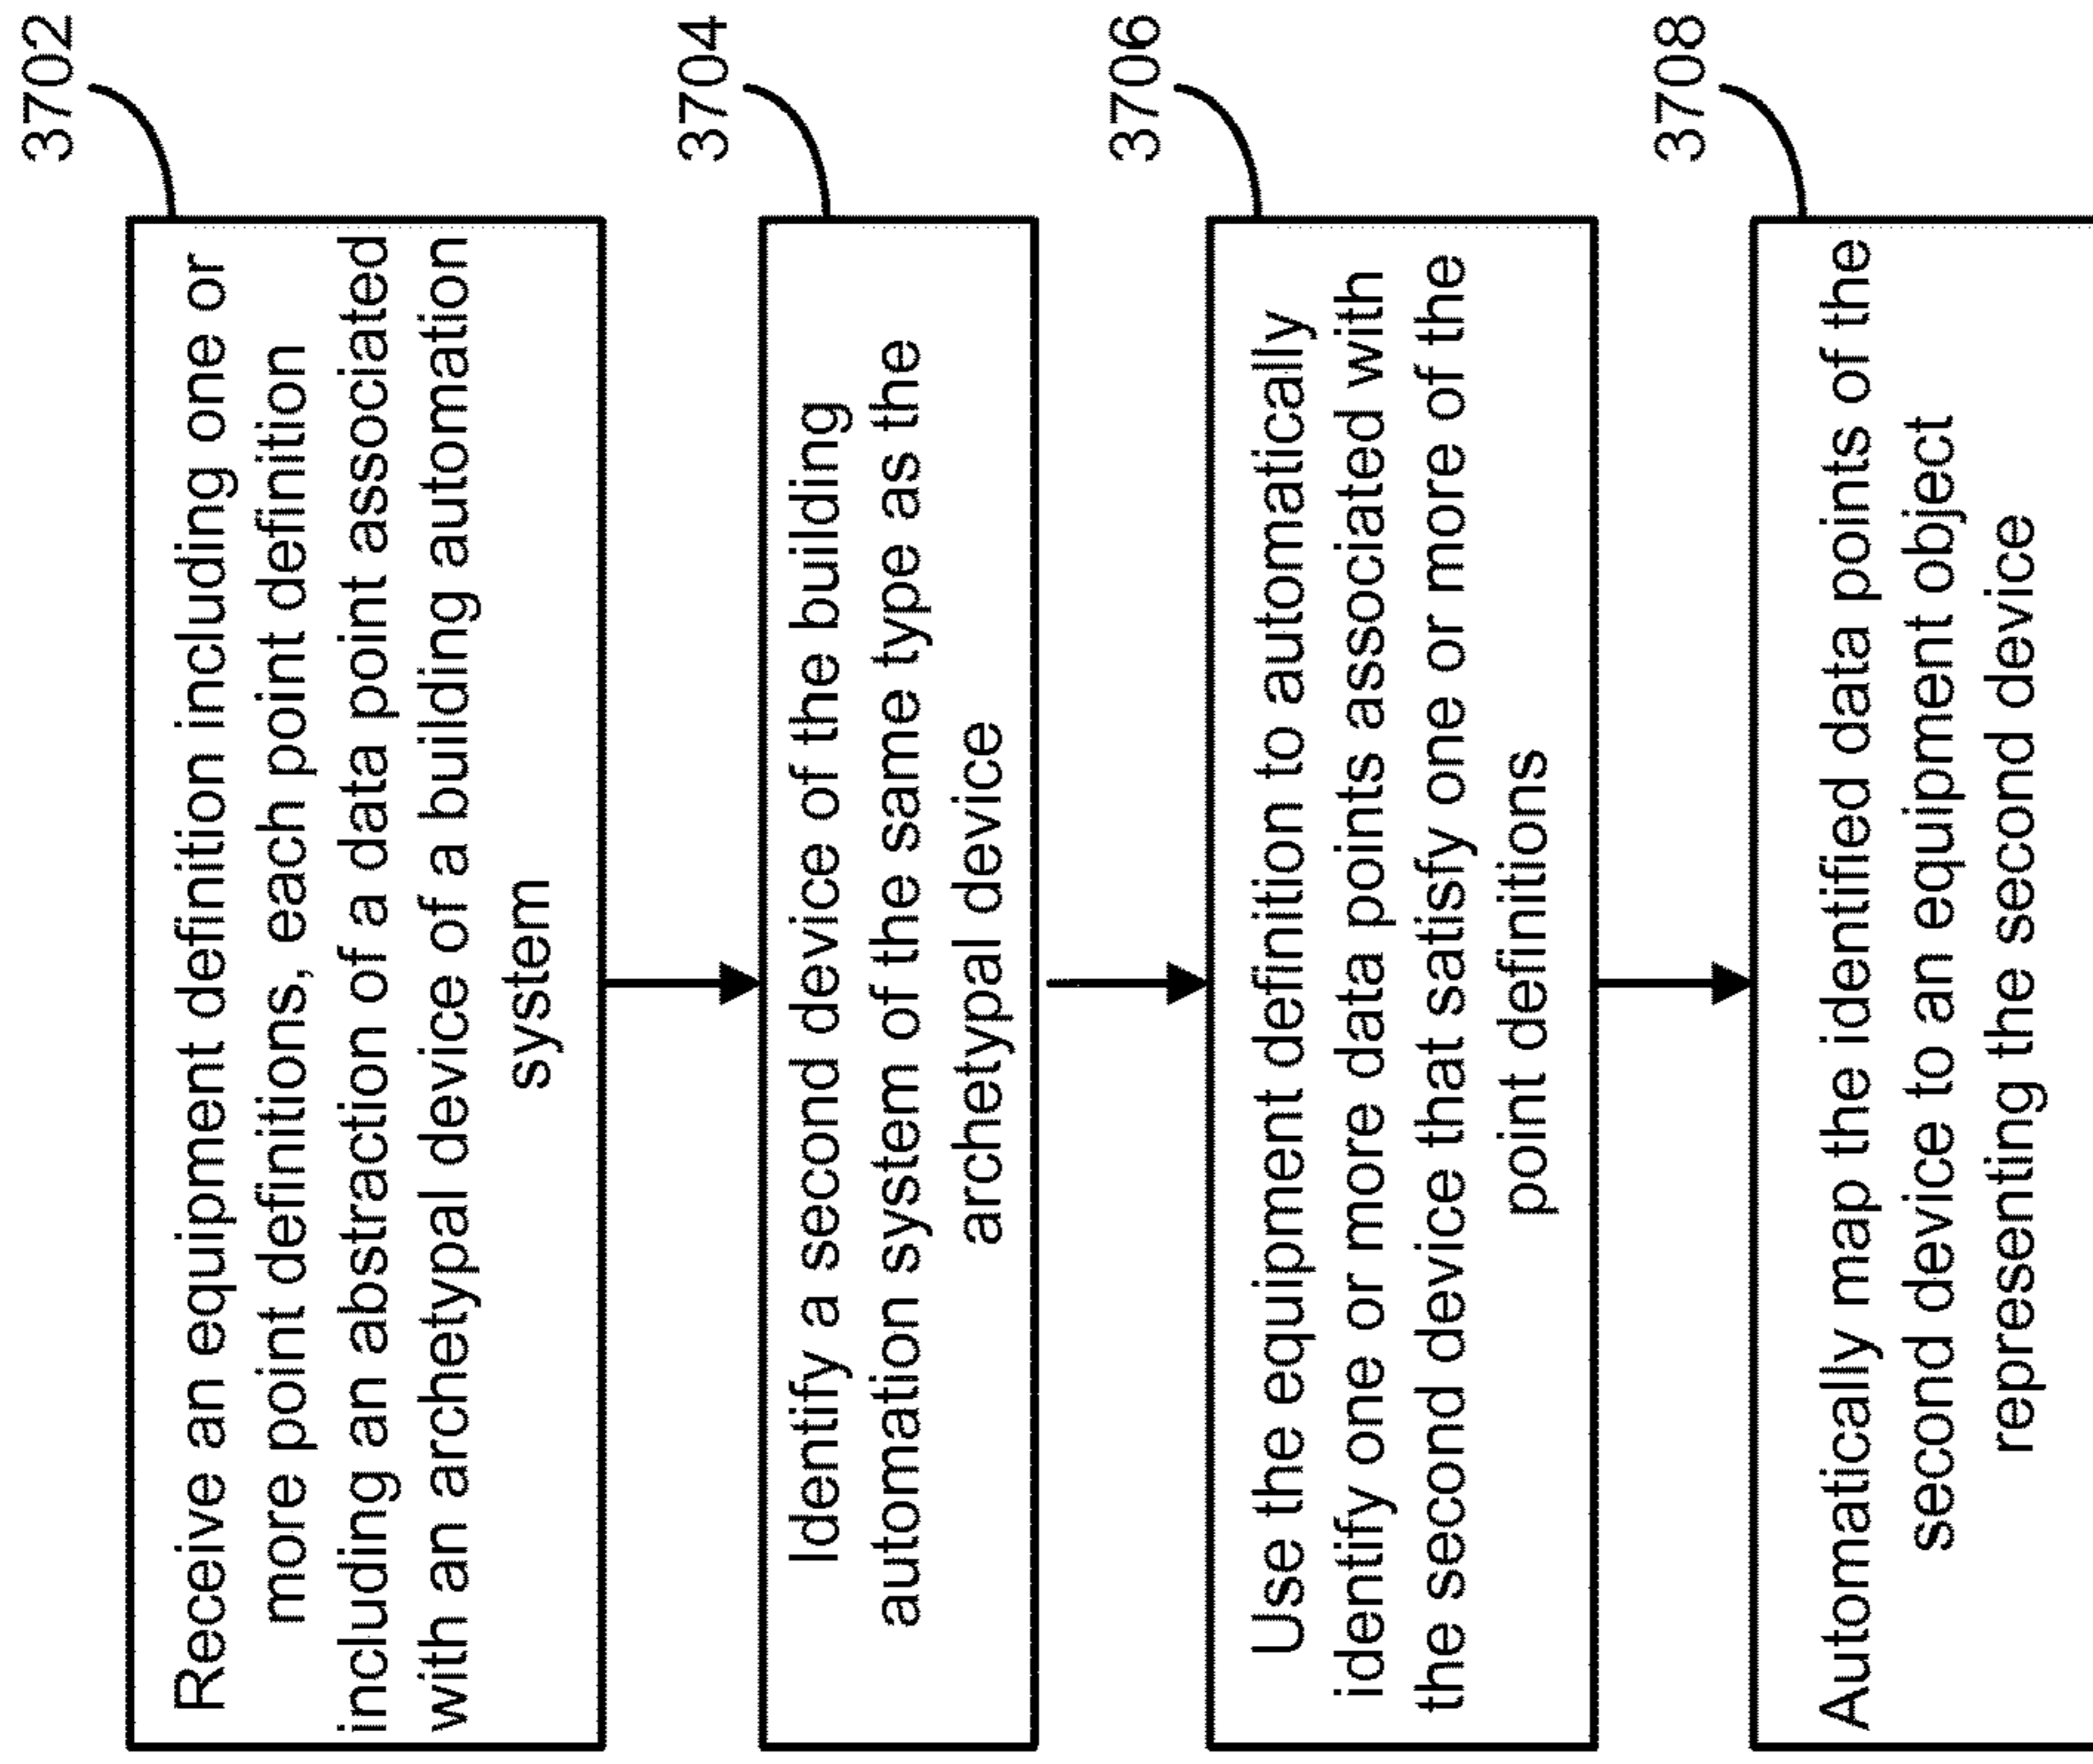 3702
Receive an equipment definition including one or
more point definitions, each point definition
including an abstraction of a data point associated
with an archetypal device of a building automation
system
3704
Identify a second device of the building
automation system of the same type as the
archetypal device
3706
Use the equipment definition to automatically
identify one or more data points associated with
the second device that satisfy one or more of the
point definitions
3708
Automatically map the identified data points of the
second device to an equipment object
representing the second device